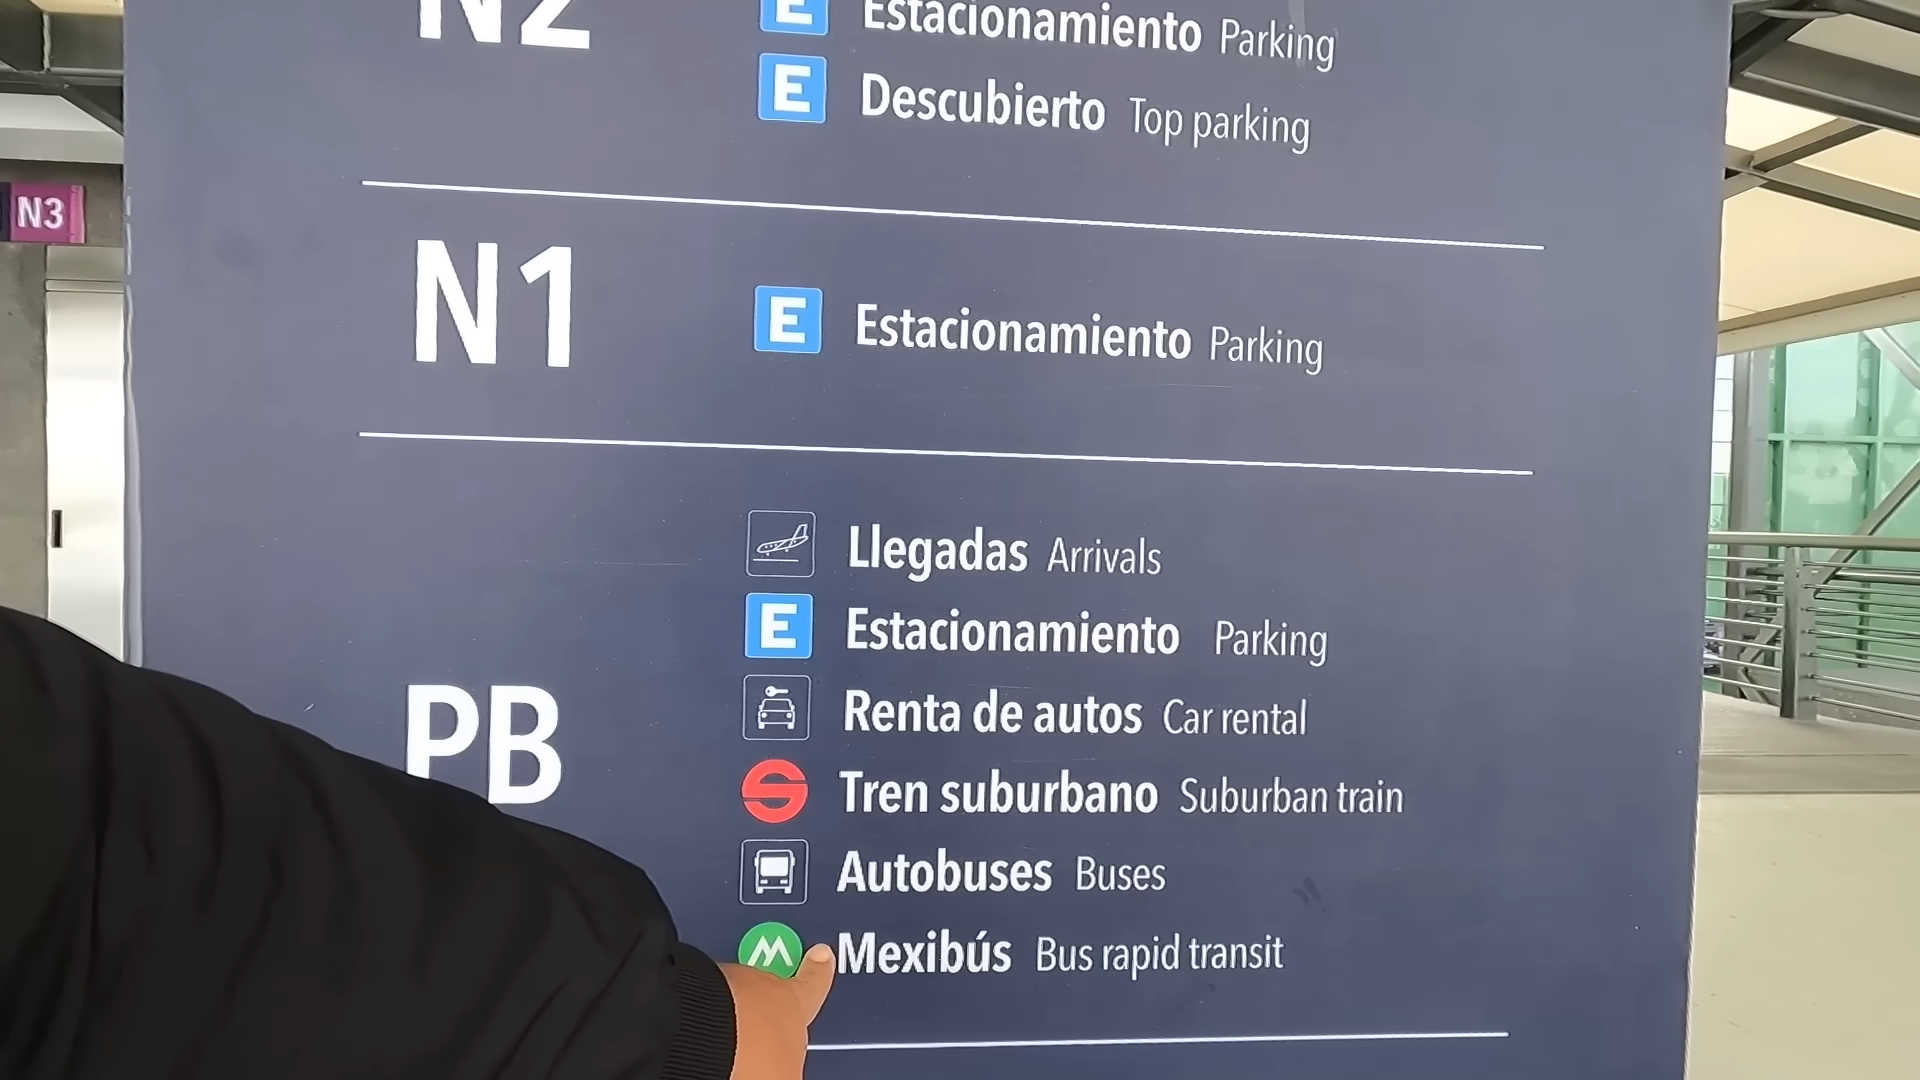 N2
E Estacionamiento Parking
E Descubierto Top parking
N3
N1
E Estacionamiento Parking
PB
Llegadas Arrivals
E Estacionamiento Parking
Renta de autos Car rental
Tren suburbano Suburban train
Autobuses Buses
Mexibús Bus rapid transit